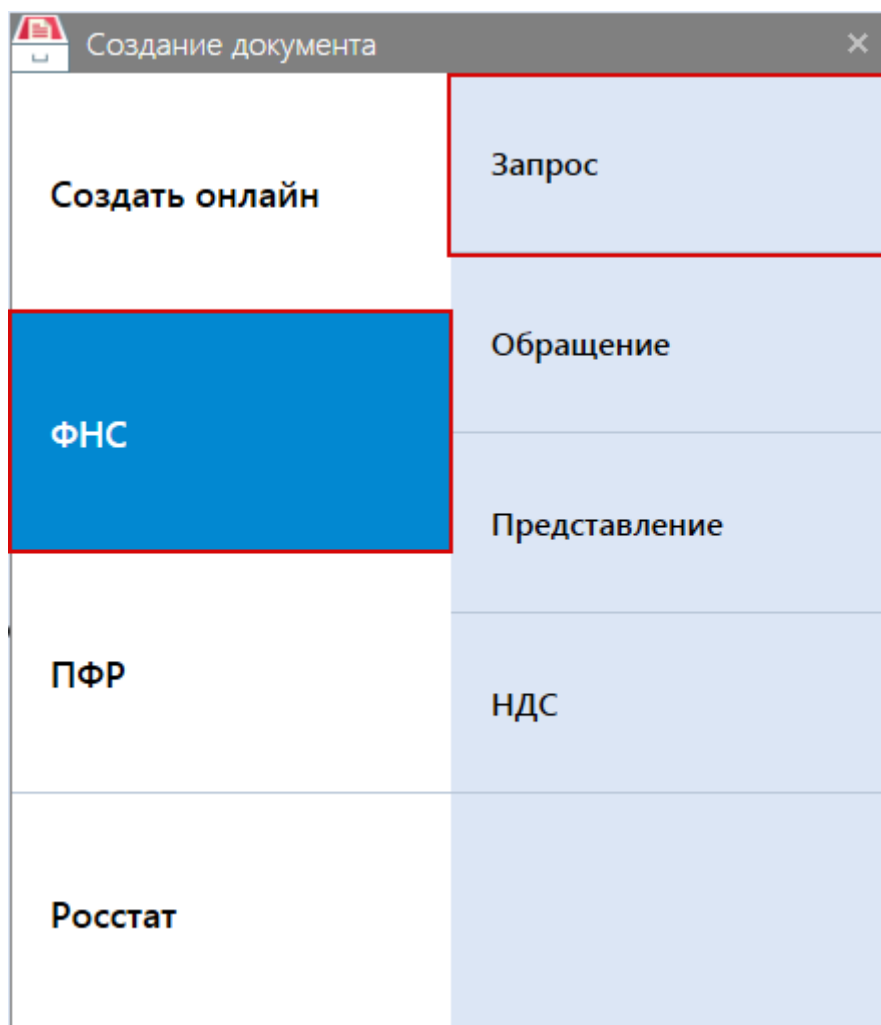 Создание документа
Создать онлайн
ФНС
ПФР
Росстат
Запрос
Обращение
Представление
НДС